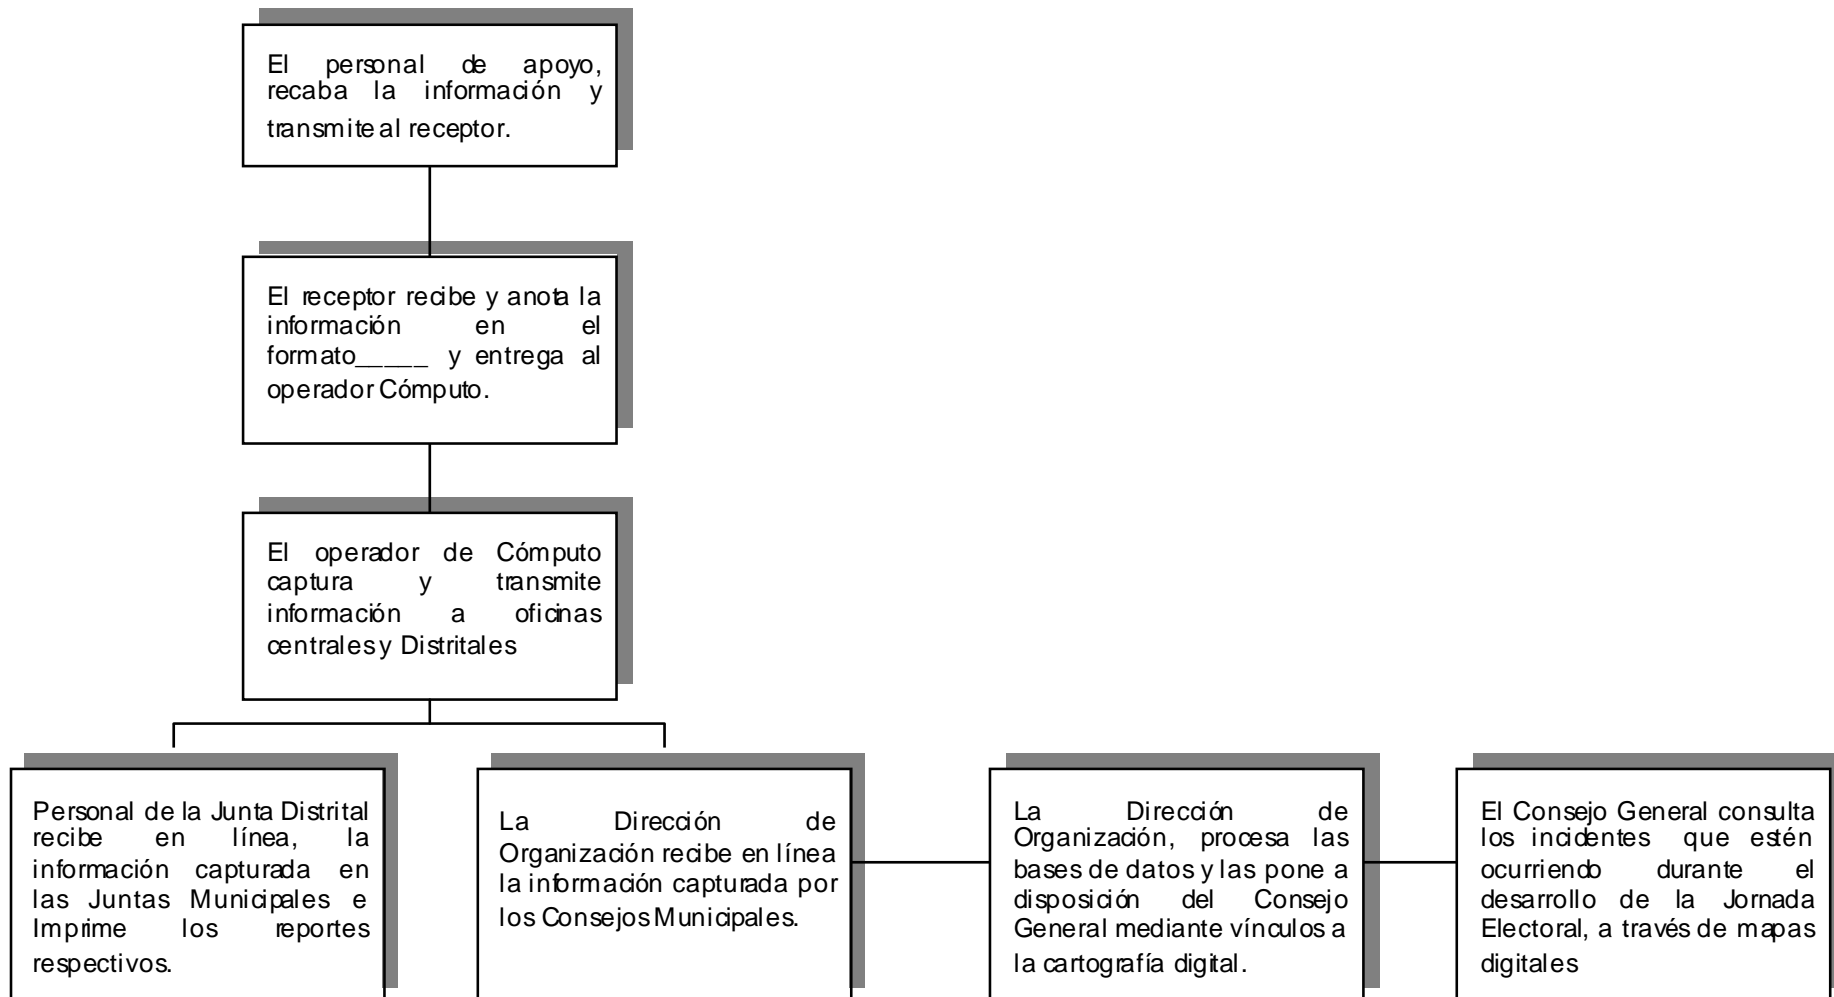 El personal de apoyo,
recaba la información y
transmite al receptor.
El receptor recibe y anota la
información en el
formato_____ y entrega al
operador Cómputo.
El operador de Cómputo
captura y transmite
información a oficinas
centrales y Distritales
Personal de la Junta Distrital
recibe en línea, la
información capturada en
las Juntas Municipales e
Imprime los reportes
respectivos.
La Dirección de
Organización recibe en línea
la información capturada por
los Consejos Municipales.
La Dirección de
Organización, procesa las
bases de datos y las pone a
disposición del Consejo
General mediante vínculos a
la cartografía digital.
El Consejo General consulta
los incidentes que estén
ocurriendo durante el
desarrollo de la Jornada
Electoral, a través de mapas
digitales